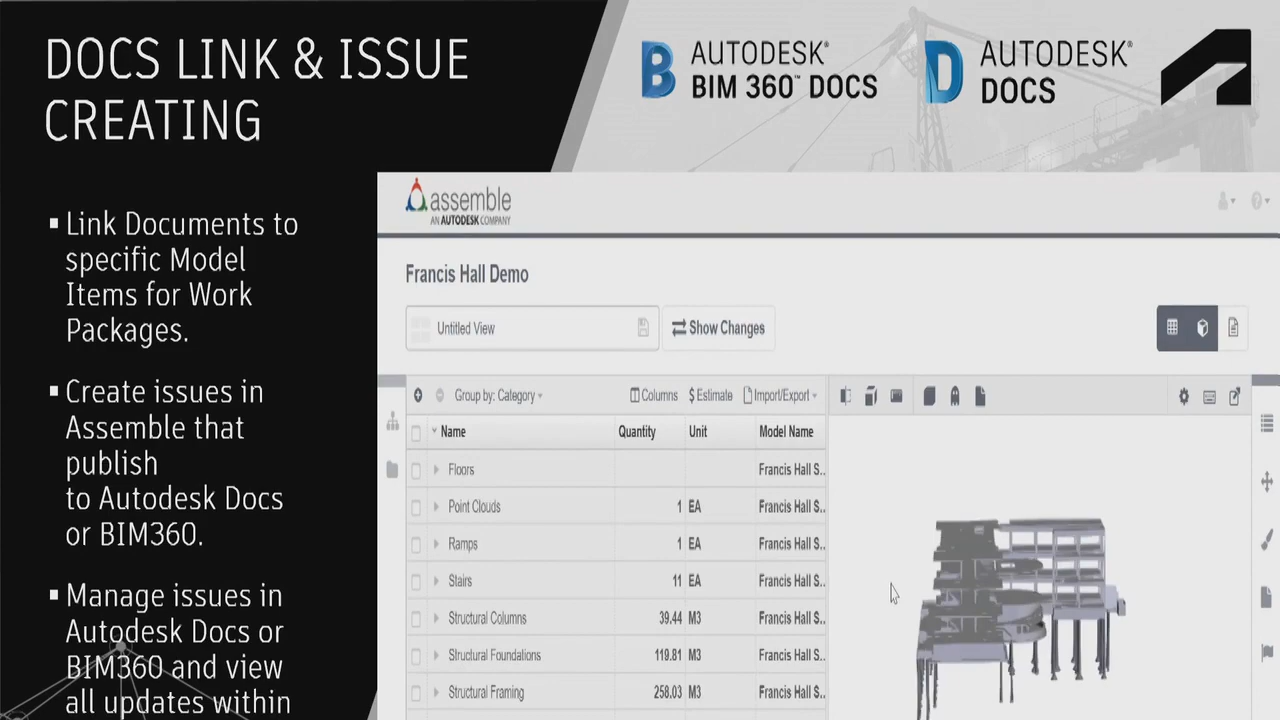 DOCS LINK & ISSUE
CREATING
AUTODESK®
BIM 360™ DOCS
AUTODESK®
DOCS
▪ Link Documents to
specific Model
Items for Work
Packages.
▪ Create issues in
Assemble that
publish
to Autodesk Docs
or BIM360.
▪ Manage issues in
Autodesk Docs or
BIM360 and view
all updates within
assemble
AN AUTODESK COMPANY
Francis Hall Demo
Untitled View
Show Changes
Group by: Category
Columns
$ Estimate
Import/Export
Name Quantity Unit Model Name
Floors Francis Hall S..
Point Clouds 1 EA Francis Hall S..
Ramps 1 EA Francis Hall S..
Stairs 11 EA Francis Hall S..
Structural Columns 39.44 M3 Francis Hall S..
Structural Foundations 119.81 M3 Francis Hall S..
Structural Framing 258.03 M3 Francis Hall S..